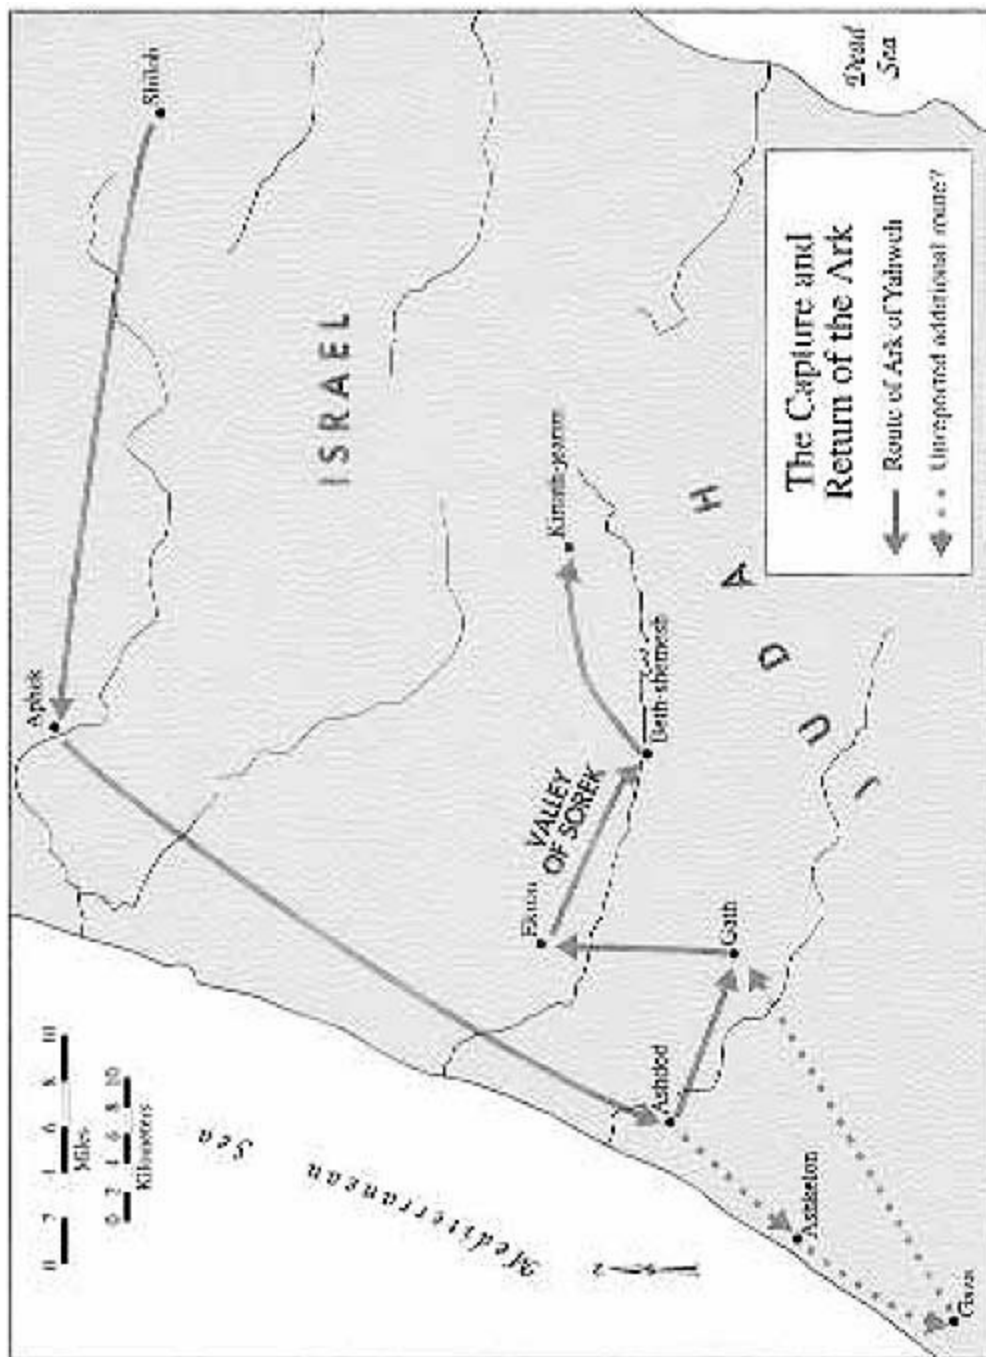 The Capture and
Return of the Ark
Route of Ark of Yahweh
Unreported additional route?
Dead
Sea
Shiloh
ISRAEL
Aphek
Kiriath-jearim
Beth-shemesh
VALLEY
OF SOREK
Ekron
Gath
JUDAH
Ashdod
Ashkelon
Gaza
Mediterranean Sea
Miles
Kilometers